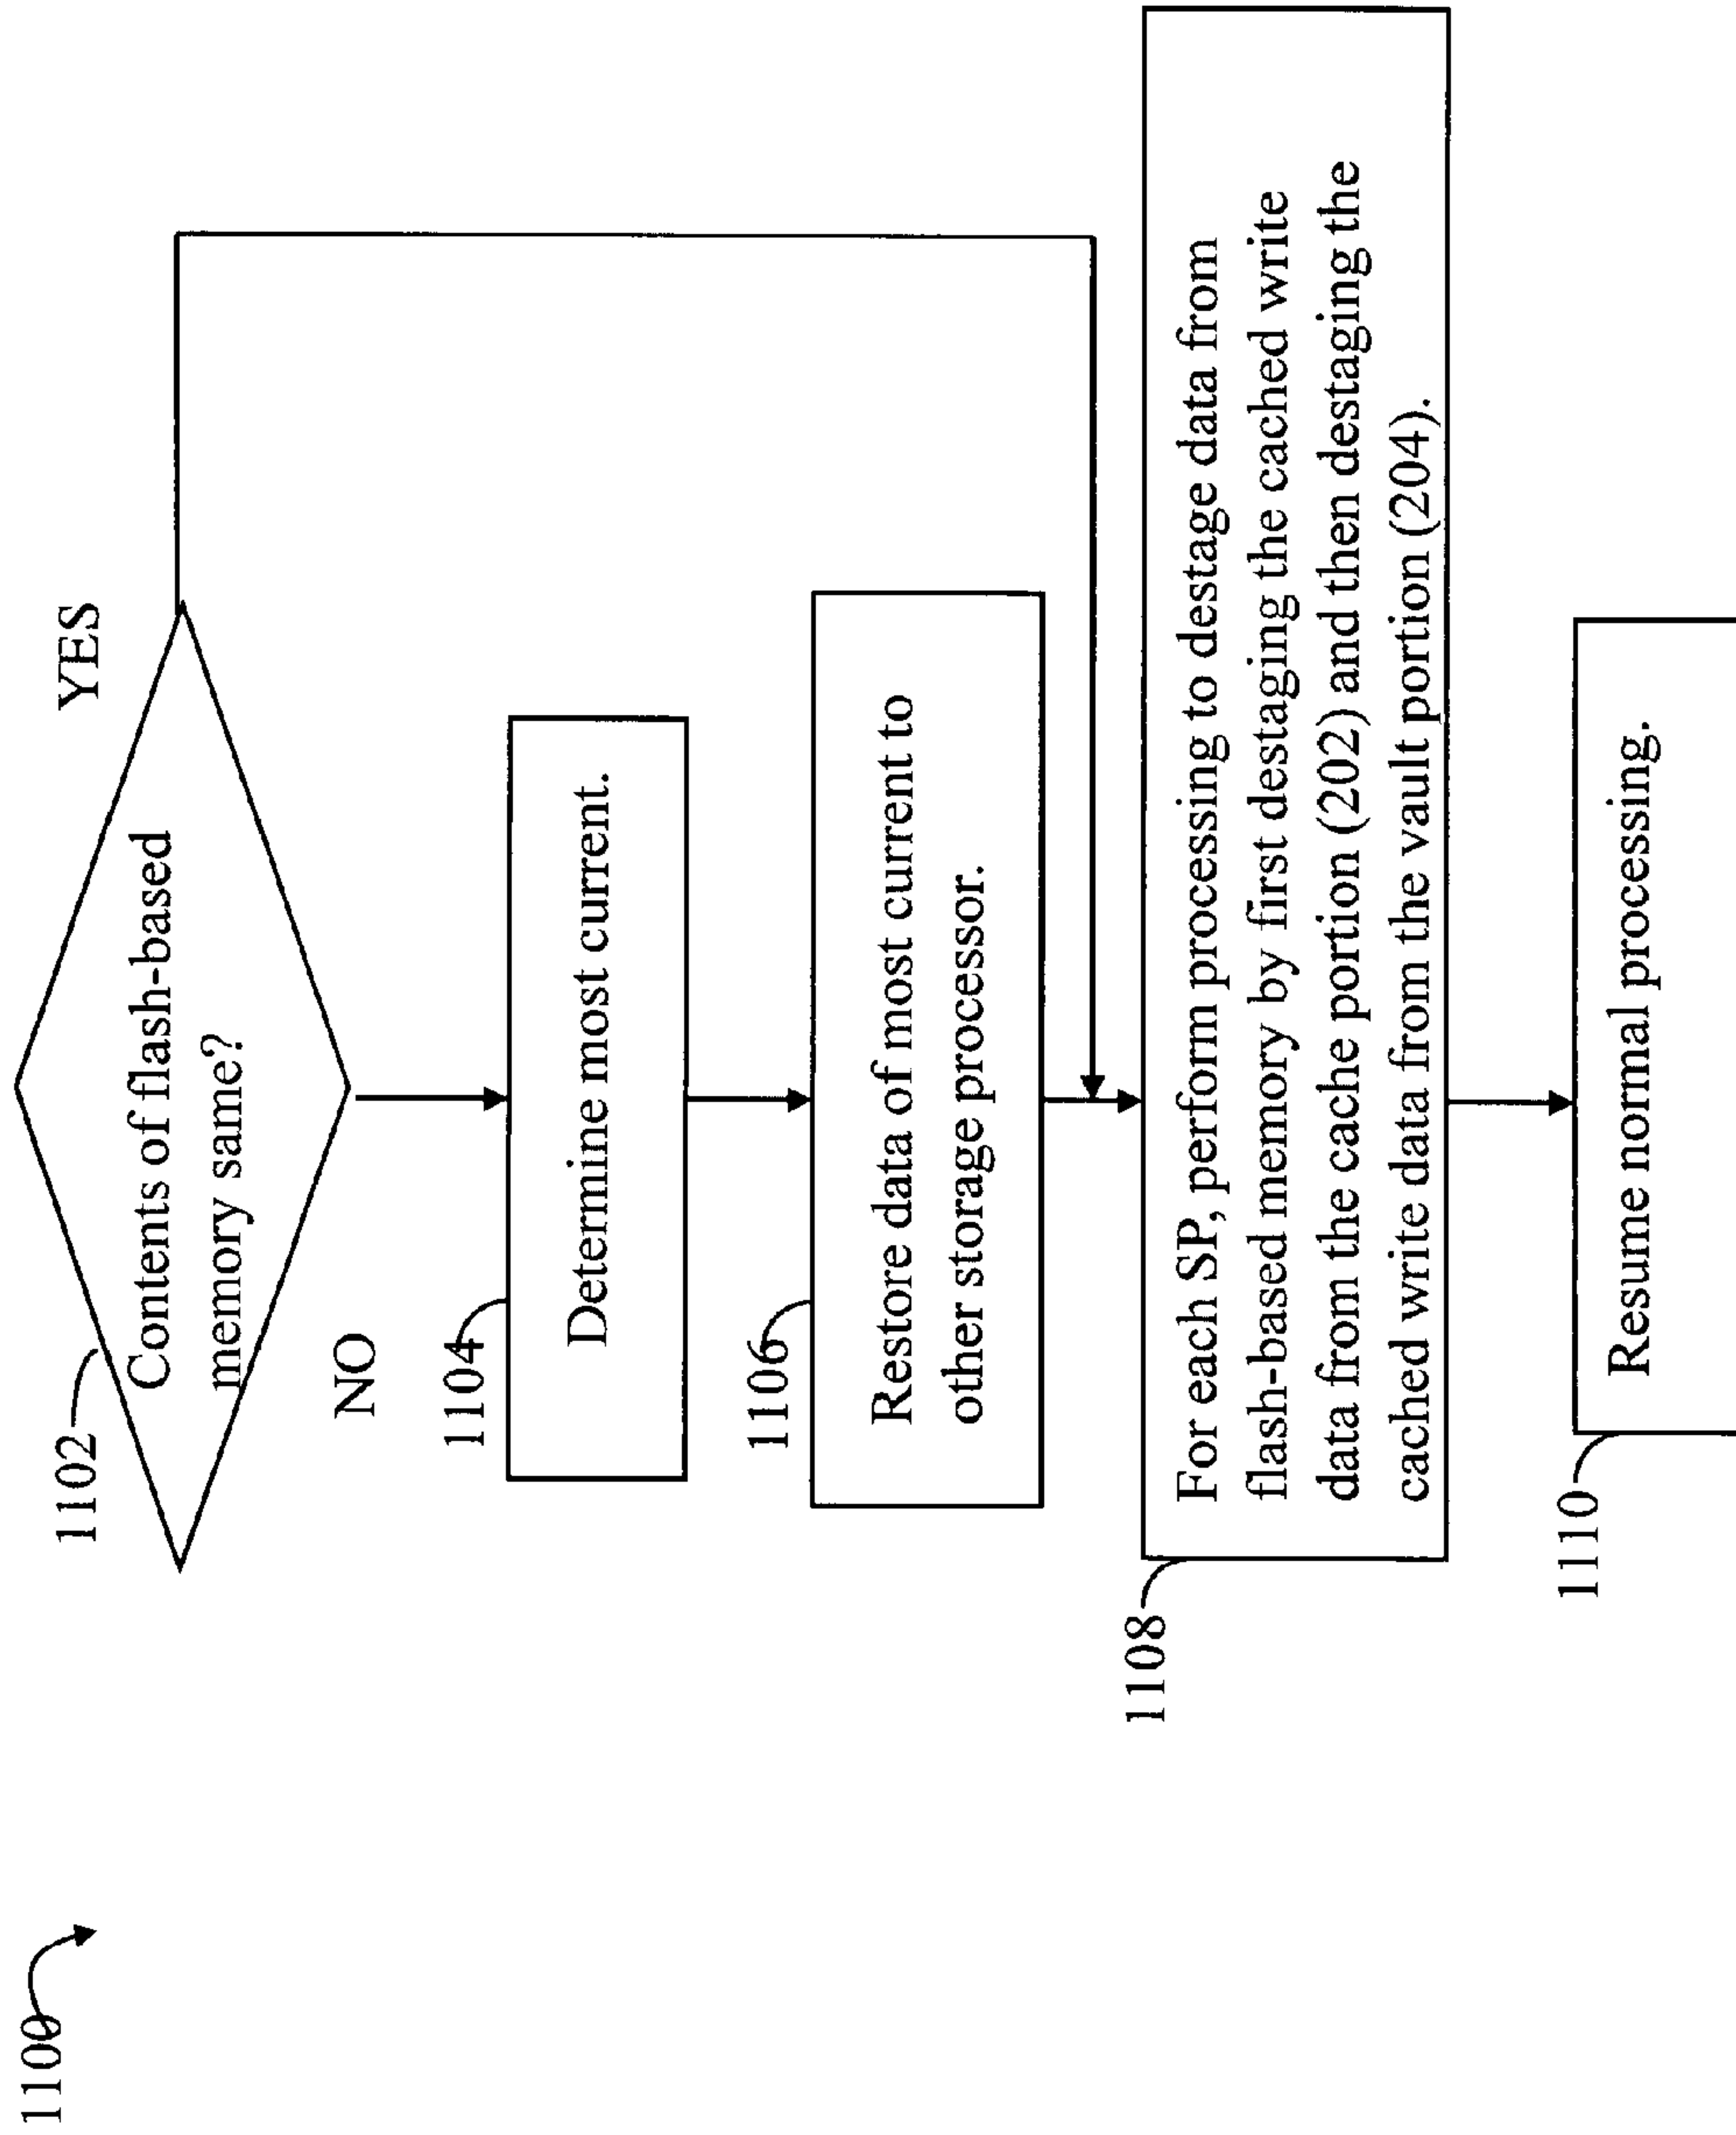 1100
1102
Contents of flash-based
memory same?
YES
NO
1104
Determine most current.
1106
Restore data of most current to
other storage processor.
1108
For each SP, perform processing to destage data from
flash-based memory by first destaging the cached write
data from the cache portion (202) and then destaging the
cached write data from the vault portion (204).
1110
Resume normal processing.